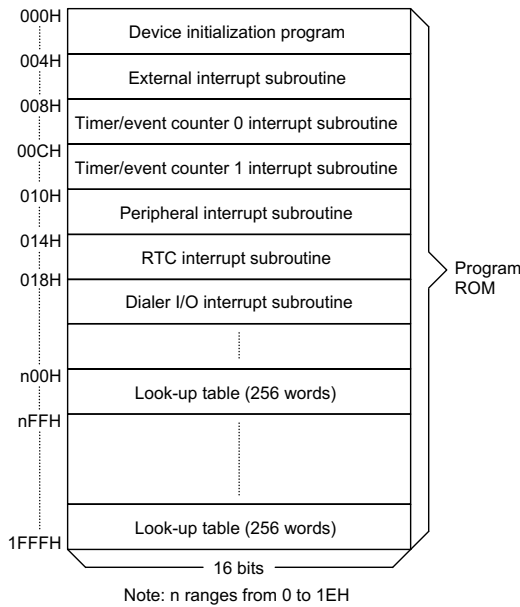 000H
Device initialization program
004H
External interrupt subroutine
008H
Timer/event counter 0 interrupt subroutine
00CH
Timer/event counter 1 interrupt subroutine
010H
Peripheral interrupt subroutine
014H
RTC interrupt subroutine
018H
Dialer I/O interrupt subroutine
Program
ROM
n00H
Look-up table (256 words)
nFFH
Look-up table (256 words)
1FFFH
16 bits
Note: n ranges from 0 to 1EH